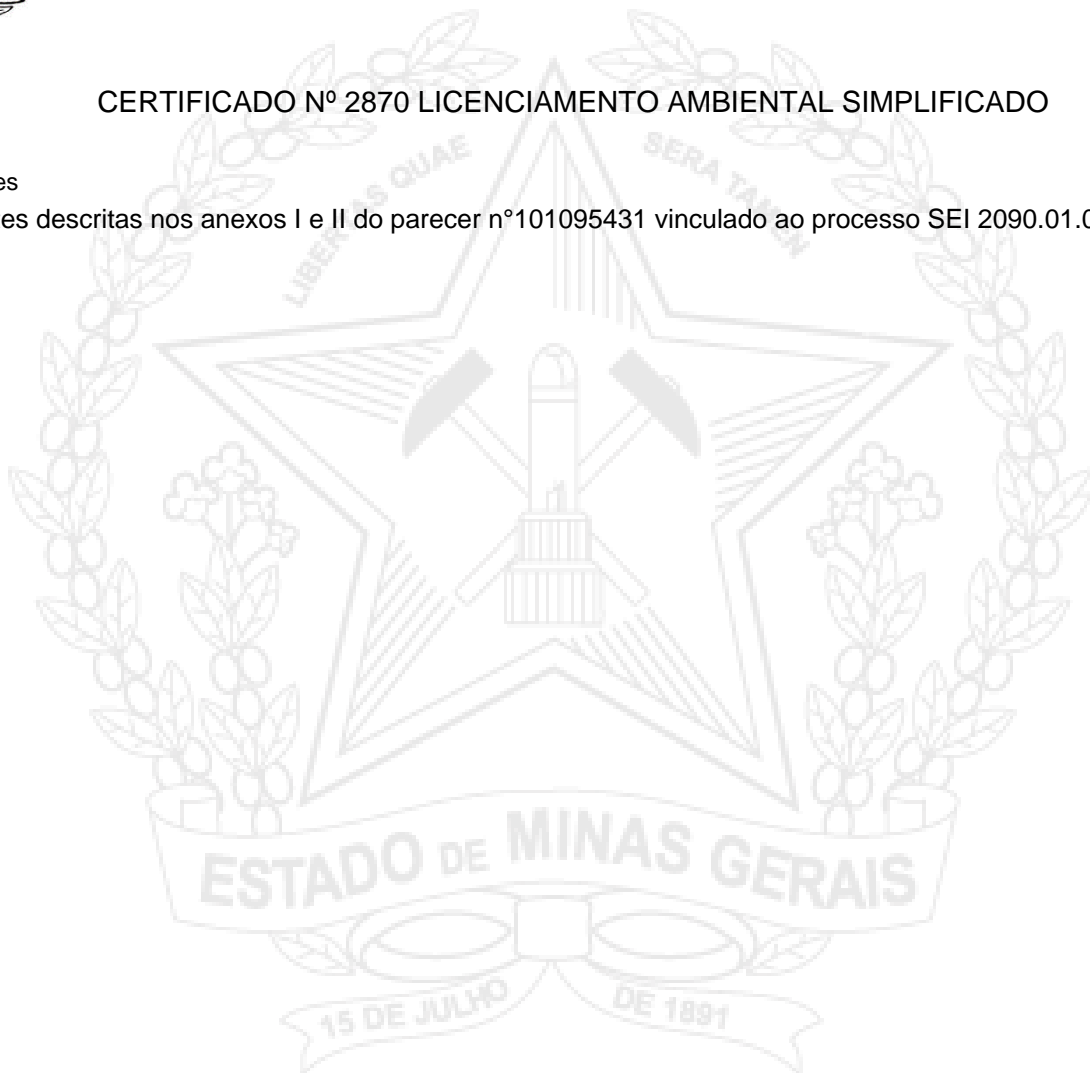 CERTIFICADO Nº 2870 LICENCIAMENTO AMBIENTAL SIMPLIFICADO
es
es descritas nos anexos I e II do parecer n°101095431 vinculado ao processo SEI 2090.01.0
LIBERTAS QUAE SERA TAMEN
ESTADO DE MINAS GERAIS
15 DE JULHO DE 1891